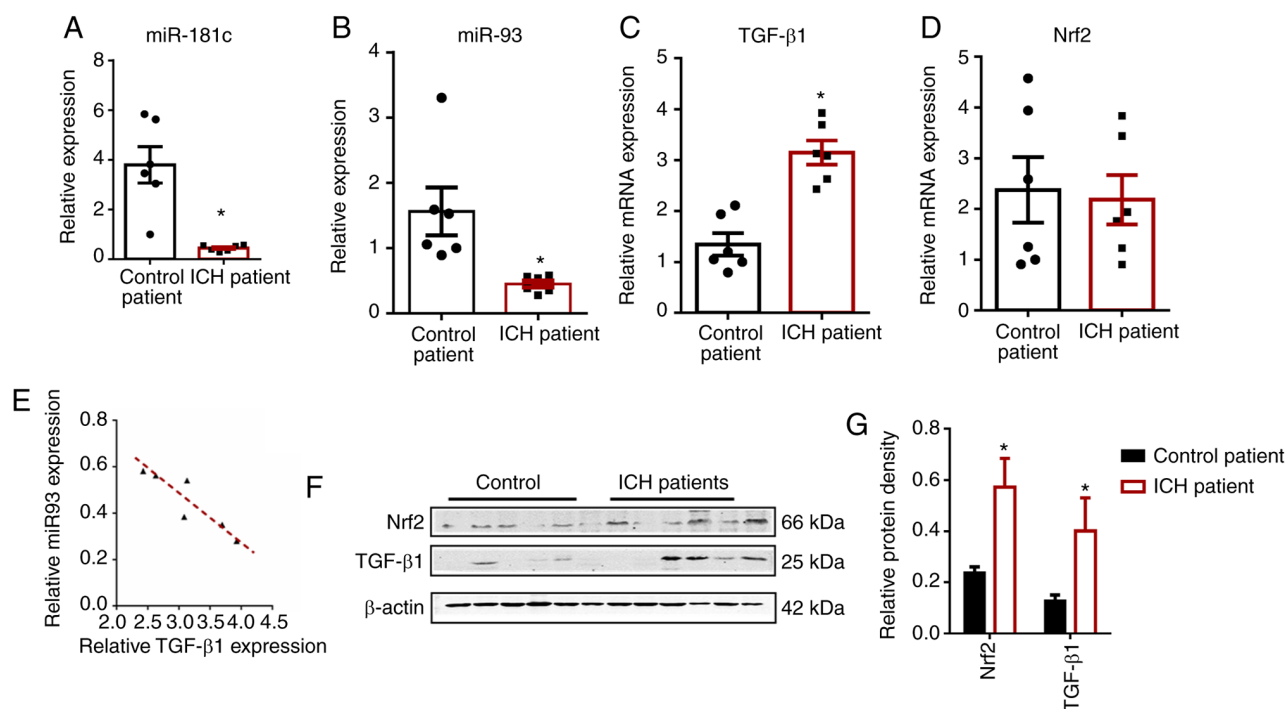 A
miR-181c
Relative expression
8
6
4
2
0
*
Control
patient
ICH patient
B
miR-93
Relative expression
4
3
2
1
0
*
Control
patient
ICH patient
C
TGF-β1
Relative mRNA expression
5
4
3
2
1
0
*
Control
patient
ICH patient
D
Nrf2
Relative mRNA expression
5
4
3
2
1
0
Control
patient
ICH patient
E
Relative miR93 expression
0.8
0.6
0.4
0.2
0.0
2.0 2.5 3.0 3.5 4.0 4.5
Relative TGF-β1 expression
F
Control ICH patients
Nrf2 66 kDa
TGF-β1 25 kDa
β-actin 42 kDa
G
Relative protein density
0.8
0.6
0.4
0.2
0.0
*
*
Nrf2
TGF-β1
Control patient
ICH patient